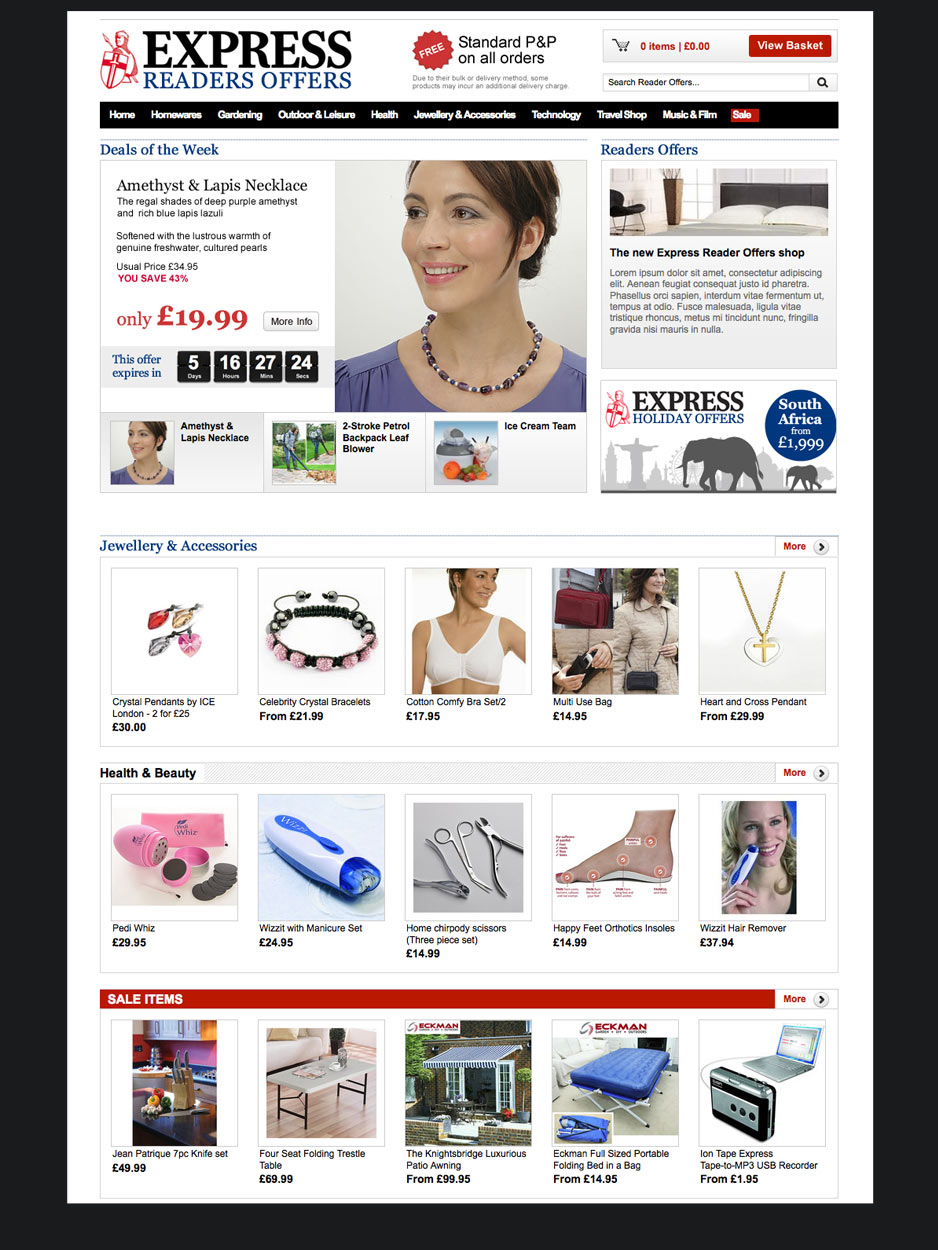 EXPRESS
READERS OFFERS
FREE
Standard P&P
on all orders
Due to their bulk or delivery method, some
products may incur an additional delivery charge.
0 items | £0.00
View Basket
Search Reader Offers...
Home Homewares Gardening Outdoor & Leisure Health Jewellery & Accessories Technology Travel Shop Music & Film Sale
Deals of the Week
Amethyst & Lapis Necklace
The regal shades of deep purple amethyst
and rich blue lapis lazuli
Softened with the lustrous warmth of
genuine freshwater, cultured pearls
Usual Price £34.95
YOU SAVE 43%
only £19.99
More Info
This offer
expires in
5 16 27 24
Days Hours Mins Secs
Amethyst &
Lapis Necklace
2-Stroke Petrol
Backpack Leaf
Blower
Ice Cream Team
Readers Offers
The new Express Reader Offers shop
Lorem ipsum dolor sit amet, consectetur adipiscing
elit. Aenean feugiat consequat justo id pharetra.
Phasellus orci sapien, interdum vitae fermentum ut,
tempus at odio. Fusce malesuada, ligula vitae
tristique rhoncus, metus mi tincidunt nunc, fringilla
gravida nisi mauris in nulla.
EXPRESS
HOLIDAY OFFERS
South
Africa
from
£1,999
Jewellery & Accessories
More
Crystal Pendants by ICE
London - 2 for £25
£30.00
Celebrity Crystal Bracelets
From £21.99
Cotton Comfy Bra Set/2
£17.95
Multi Use Bag
£14.95
Heart and Cross Pendant
From £29.99
Health & Beauty
More
Pedi
Whiz
Wizzit
Pedi Whiz
£29.95
Wizzit with Manicure Set
£24.95
Home chirpody scissors
(Three piece set)
£14.99
Happy Feet Orthotics Insoles
£14.99
Wizzit Hair Remover
£37.94
SALE ITEMS
More
ECKMAN
GARDEN • DIY • OUTDOORS
ECKMAN
GARDEN • DIY • OUTDOORS
Jean Patrique 7pc Knife set
£49.99
Four Seat Folding Trestle
Table
£69.99
The Knightsbridge Luxurious
Patio Awning
From £99.95
Eckman Full Sized Portable
Folding Bed in a Bag
From £14.95
Ion Tape Express
Tape-to-MP3 USB Recorder
From £1.95